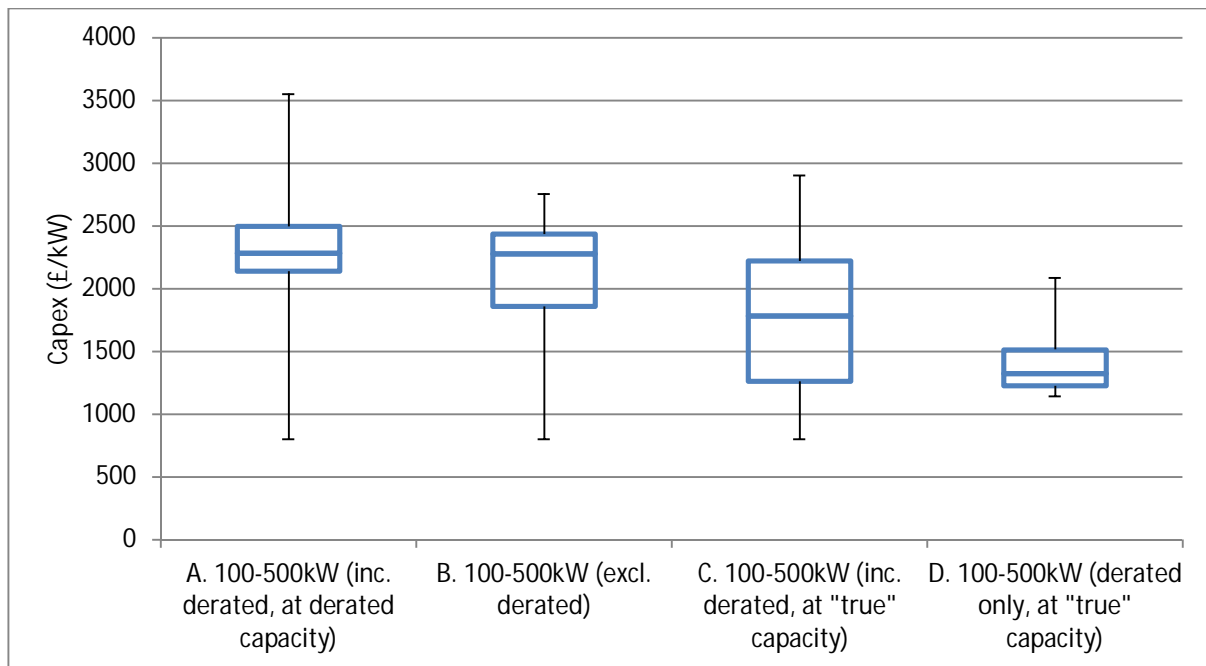 4000
3500
3000
2500
2000
1500
1000
500
0
Capex (£/kW)
A. 100-500kW (inc.
derated, at derated
capacity)
B. 100-500kW (excl.
derated)
C. 100-500kW (inc.
derated, at "true"
capacity)
D. 100-500kW (derated
only, at "true"
capacity)